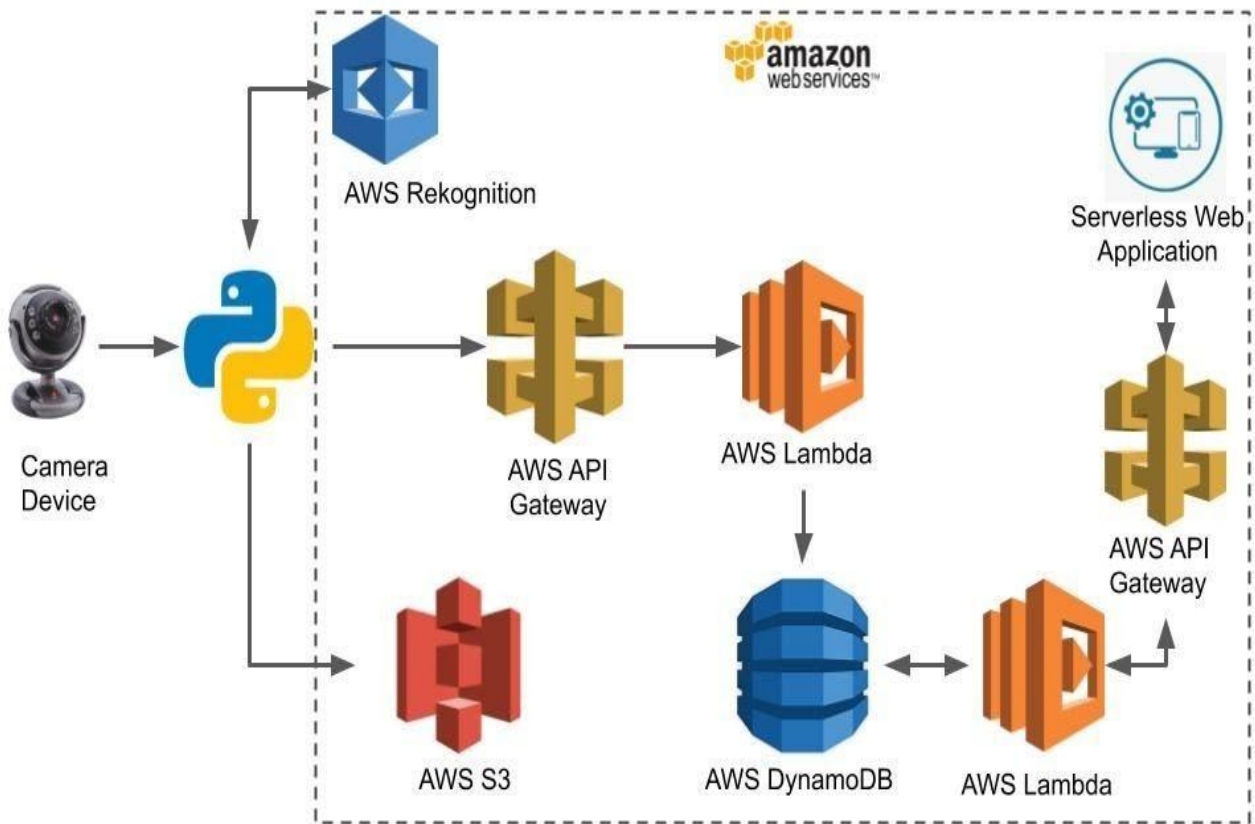 amazon
webservices™
AWS Rekognition
Serverless Web
Application
Camera
Device
AWS API
Gateway
AWS Lambda
AWS API
Gateway
AWS S3
AWS DynamoDB
AWS Lambda